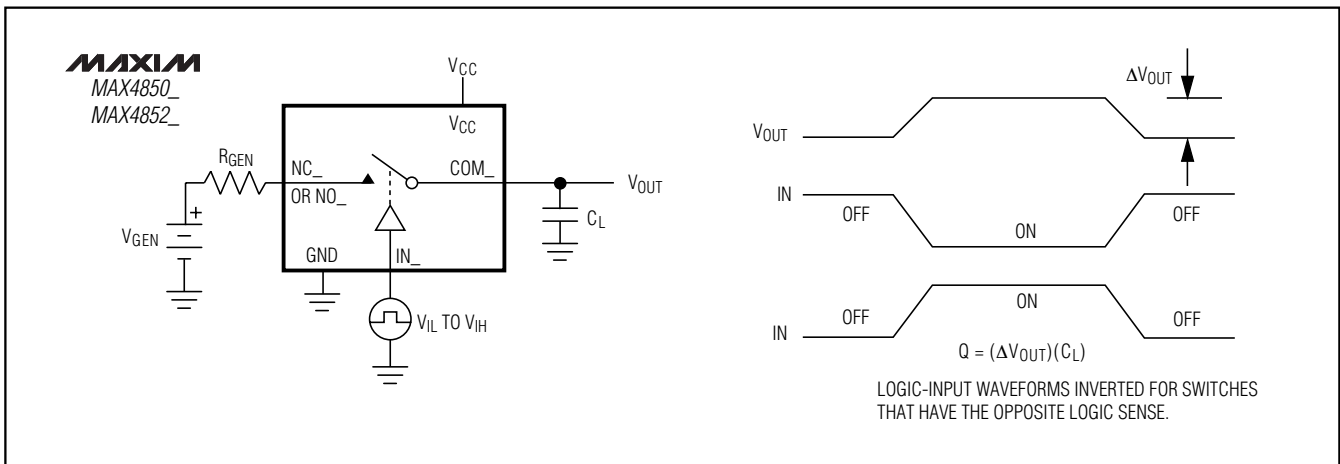 MAXIM
MAX4850_
MAX4852_
VCC
VCC
RGEN
NC_
OR NO_
COM_
VOUT
CL
VGEN
+
GND
IN_
VIL TO VIH
ΔVOUT
VOUT
IN
OFF
ON
OFF
IN
OFF
ON
OFF
Q = (ΔVOUT)(CL)
LOGIC-INPUT WAVEFORMS INVERTED FOR SWITCHES
THAT HAVE THE OPPOSITE LOGIC SENSE.